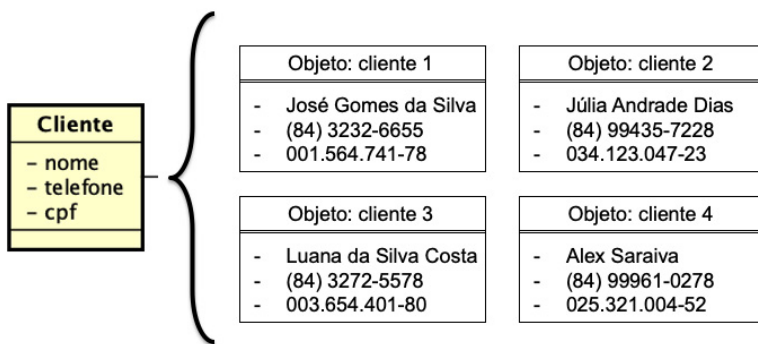 Cliente
– nome
– telefone
– cpf
Objeto: cliente 1
- José Gomes da Silva
- (84) 3232-6655
- 001.564.741-78
Objeto: cliente 2
- Júlia Andrade Dias
- (84) 99435-7228
- 034.123.047-23
Objeto: cliente 3
- Luana da Silva Costa
- (84) 3272-5578
- 003.654.401-80
Objeto: cliente 4
- Alex Saraiva
- (84) 99961-0278
- 025.321.004-52